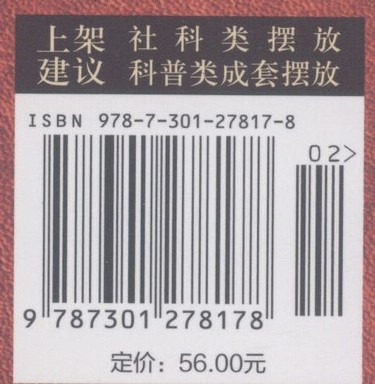 上架 社科类摆放
建议 科普类成套摆放
ISBN 978-7-301-27817-8
02>
9 787301 278178
定价：56.00元